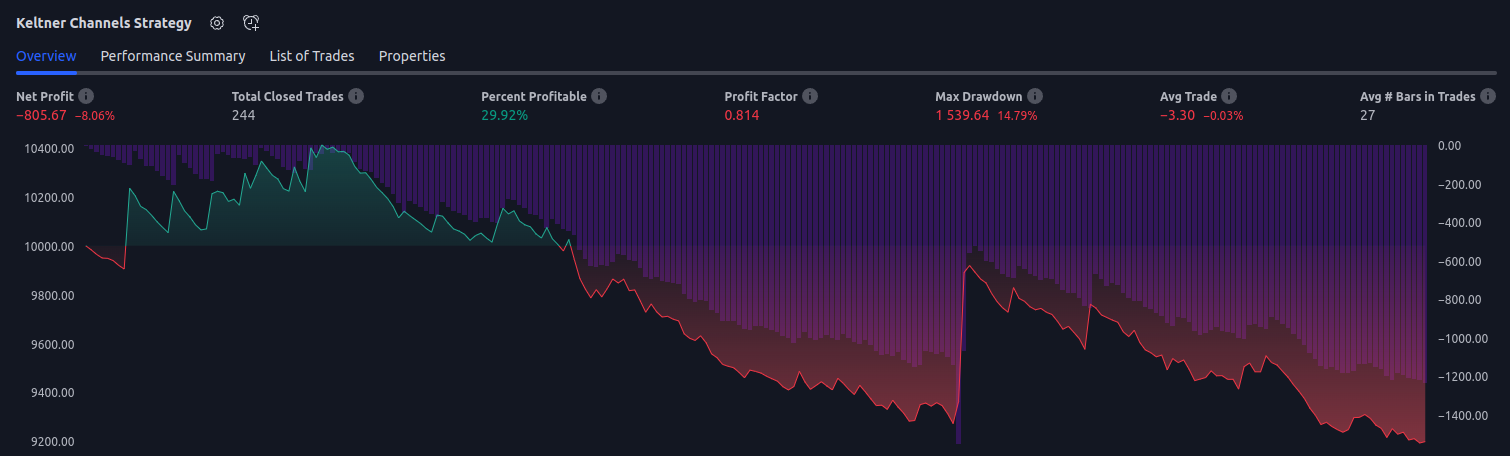 Keltner Channels Strategy
Overview Performance Summary List of Trades Properties
Net Profit Total Closed Trades Percent Profitable Profit Factor Max Drawdown Avg Trade Avg # Bars in Trades
−805.67 −8.06% 244 29.92% 0.814 1 539.64 14.79% −3.30 −0.03% 27
10400.00 0.00
10200.00 −200.00
−400.00
10000.00 −600.00
9800.00 −800.00
9600.00 −1000.00
9400.00 −1200.00
9200.00 −1400.00